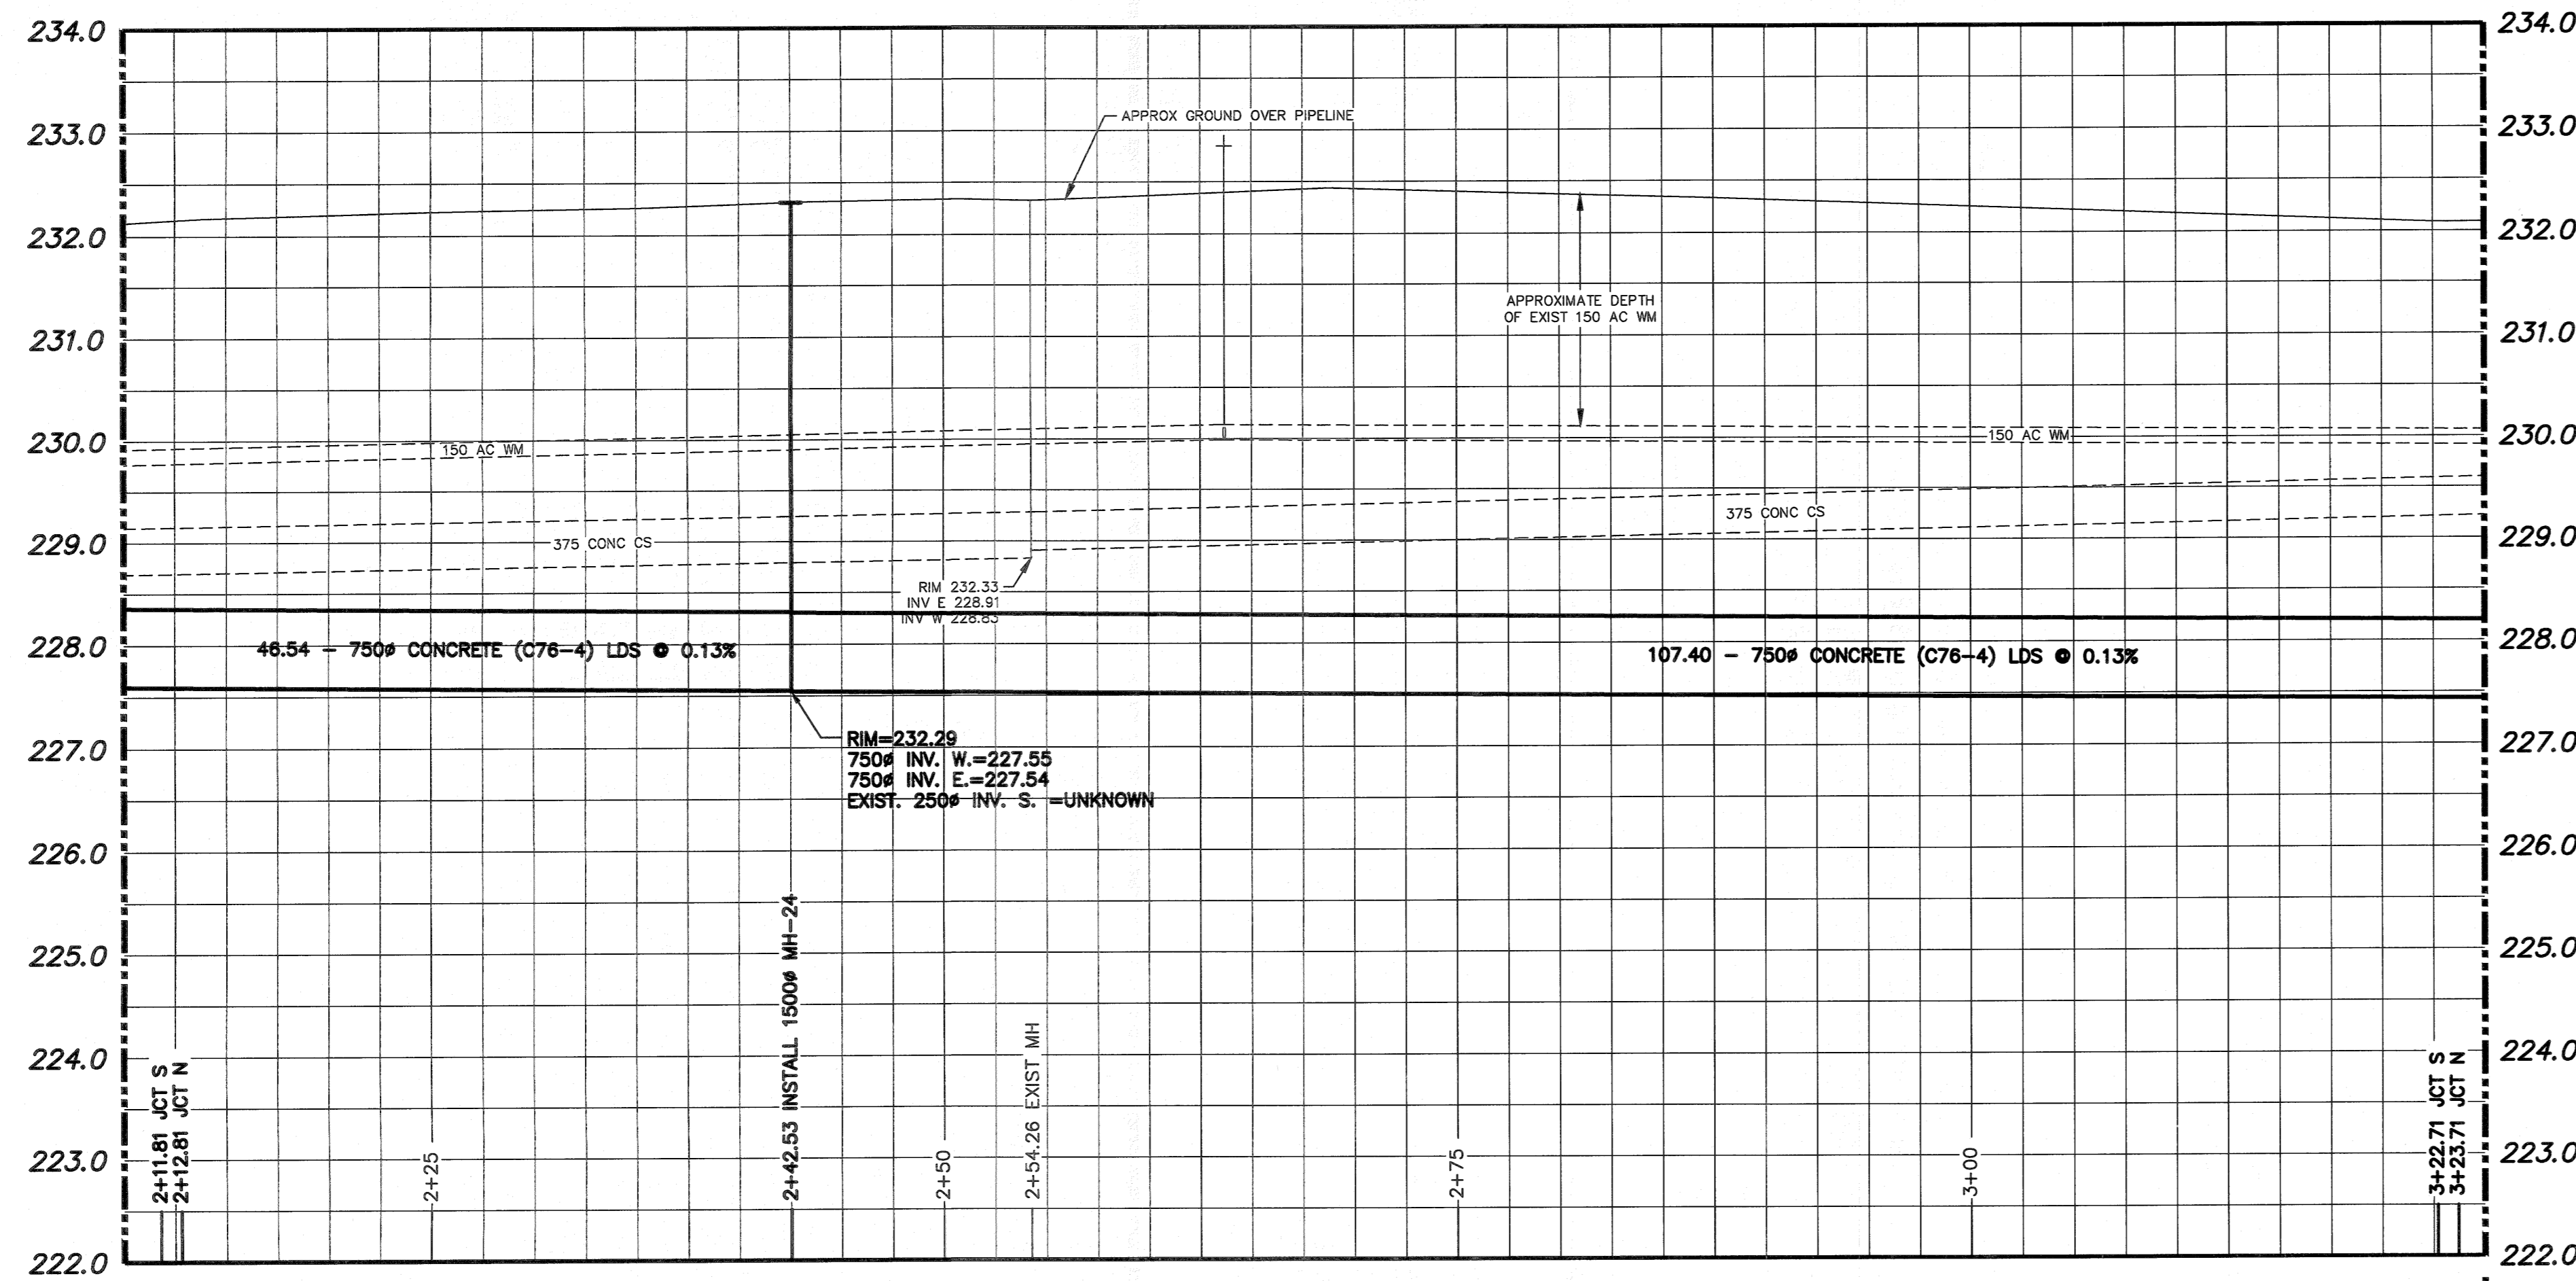 234.0
234.0
APPROX GROUND OVER PIPELINE
233.0
233.0
232.0
232.0
APPROXIMATE DEPTH
OF EXIST 150 AC WM
231.0
231.0
230.0
150 AC WM
150 AC WM
230.0
375 CONC CS
229.0
375 CONC CS
229.0
RIM 232.33
INV E 228.91
INV W 228.83
228.0
46.54 - 750ø CONCRETE (C76-4) LDS @ 0.13%
107.40 - 750ø CONCRETE (C76-4) LDS @ 0.13%
228.0
RIM=232.29
750ø INV. W.=227.55
750ø INV. E.=227.54
EXIST. 250ø INV. S. =UNKNOWN
227.0
227.0
226.0
226.0
225.0
225.0
224.0
224.0
223.0
223.0
2+11.81 JCT S
2+12.81 JCT N
2+25
2+42.53 INSTALL 1500ø MH-24
2+50
2+54.26 EXIST MH
2+75
3+00
3+22.71 JCT S
3+23.71 JCT N
222.0
222.0